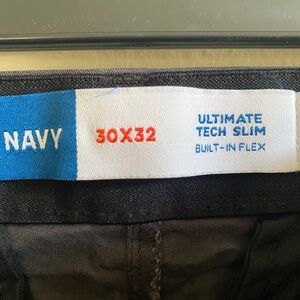 NAVY
30X32
ULTIMATE
TECH SLIM
BUILT-IN FLEX